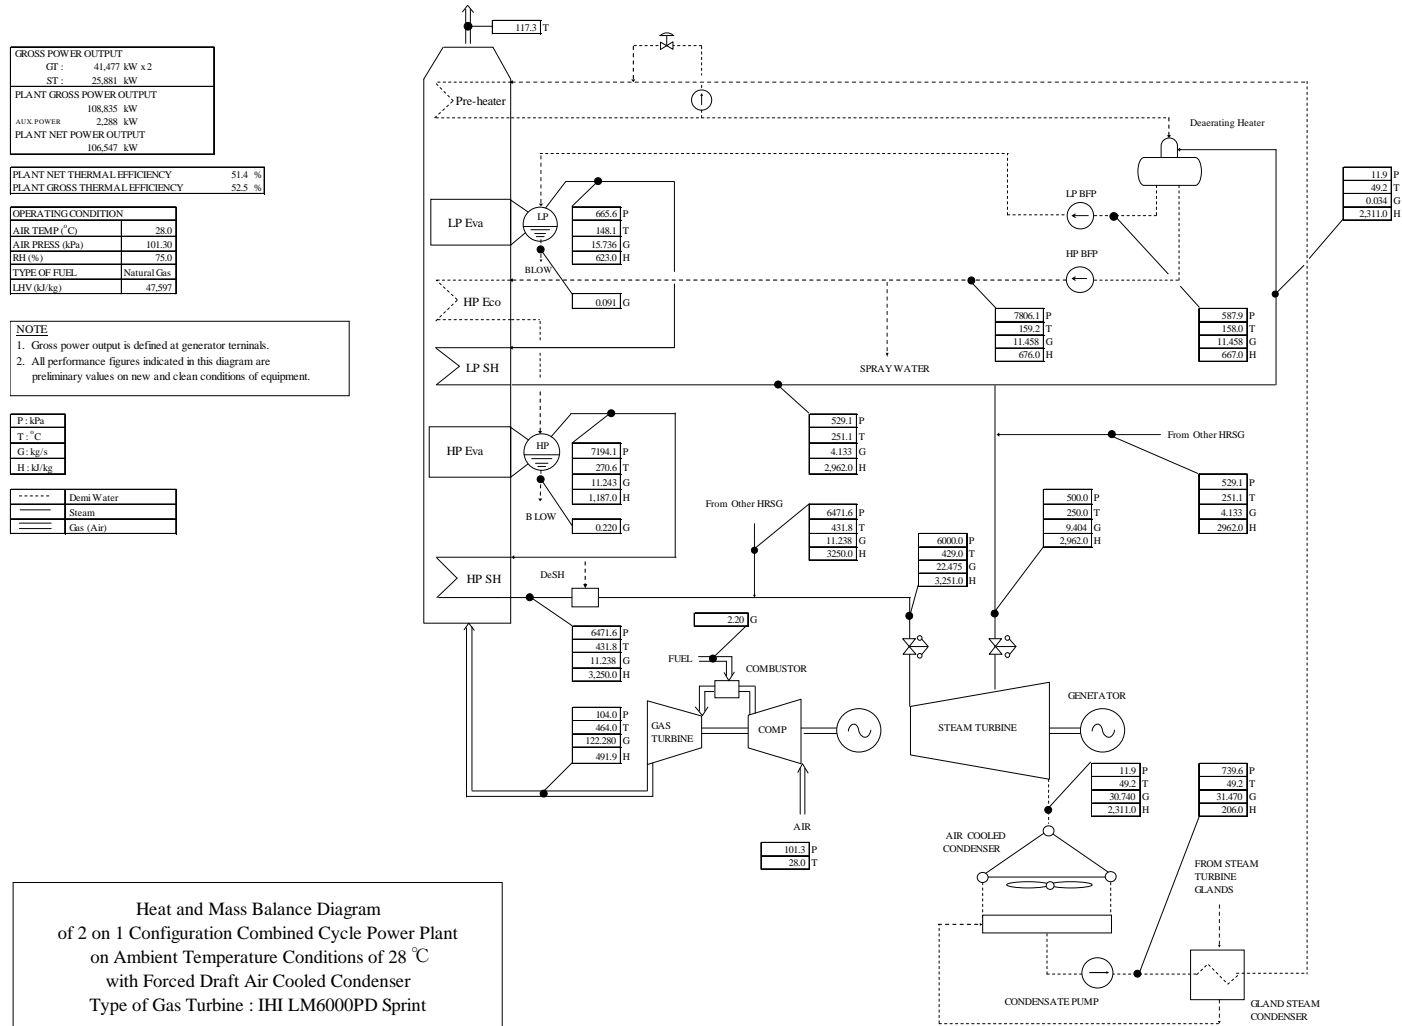 117.3 T
GROSS POWER OUTPUT
GT : 41,477 kW x 2
ST : 25,881 kW
PLANT GROSS POWER OUTPUT
108,835 kW
AUX. POWER 2,288 kW
PLANT NET POWER OUTPUT
106,547 kW
PLANT NET THERMAL EFFICIENCY 51.4 %
PLANT GROSS THERMAL EFFICIENCY 52.5 %
OPERATING CONDITION
AIR TEMP (°C) 28.0
AIR PRESS (kPa) 101.30
RH (%) 75.0
TYPE OF FUEL Natural Gas
LHV (kJ/kg) 47,597
NOTE
1. Gross power output is defined at generator terninals.
2. All performance figures indicated in this diagram are
preliminary values on new and clean conditions of equipment.
P : kPa
T : °C
G : kg/s
H : kJ/kg
Demi Water
Steam
Gas (Air)
Pre-heater
Deaerating Heater
LP Eva
LP
BLOW
665.6 P
148.1 T
15.736 G
623.0 H
0.091 G
LP BFP
HP BFP
11.9 P
49.2 T
0.034 G
2,311.0 H
HP Eco
7806.1 P
159.2 T
11.458 G
676.0 H
587.9 P
158.0 T
11.458 G
667.0 H
LP SH
SPRAY WATER
529.1 P
251.1 T
4.133 G
2,962.0 H
HP Eva
HP
B LOW
7194.1 P
270.6 T
11.243 G
1,187.0 H
0.220 G
From Other HRSG
529.1 P
251.1 T
4.133 G
2962.0 H
From Other HRSG
6471.6 P
431.8 T
11.238 G
3250.0 H
500.0 P
250.0 T
9.404 G
2,962.0 H
6000.0 P
429.0 T
22.475 G
3,251.0 H
HP SH
DeSH
6471.6 P
431.8 T
11.238 G
3,250.0 H
2.20 G
FUEL
COMBUSTOR
GAS
TURBINE
COMP
104.0 P
464.0 T
122.280 G
491.9 H
AIR
101.3 P
28.0 T
STEAM TURBINE
GENETATOR
11.9 P
49.2 T
30.740 G
2,311.0 H
739.6 P
49.2 T
31.470 G
206.0 H
AIR COOLED
CONDENSER
FROM STEAM
TURBINE
GLANDS
CONDENSATE PUMP
GLAND STEAM
CONDENSER
Heat and Mass Balance Diagram
of 2 on 1 Configuration Combined Cycle Power Plant
on Ambient Temperature Conditions of 28 ℃
with Forced Draft Air Cooled Condenser
Type of Gas Turbine : IHI LM6000PD Sprint